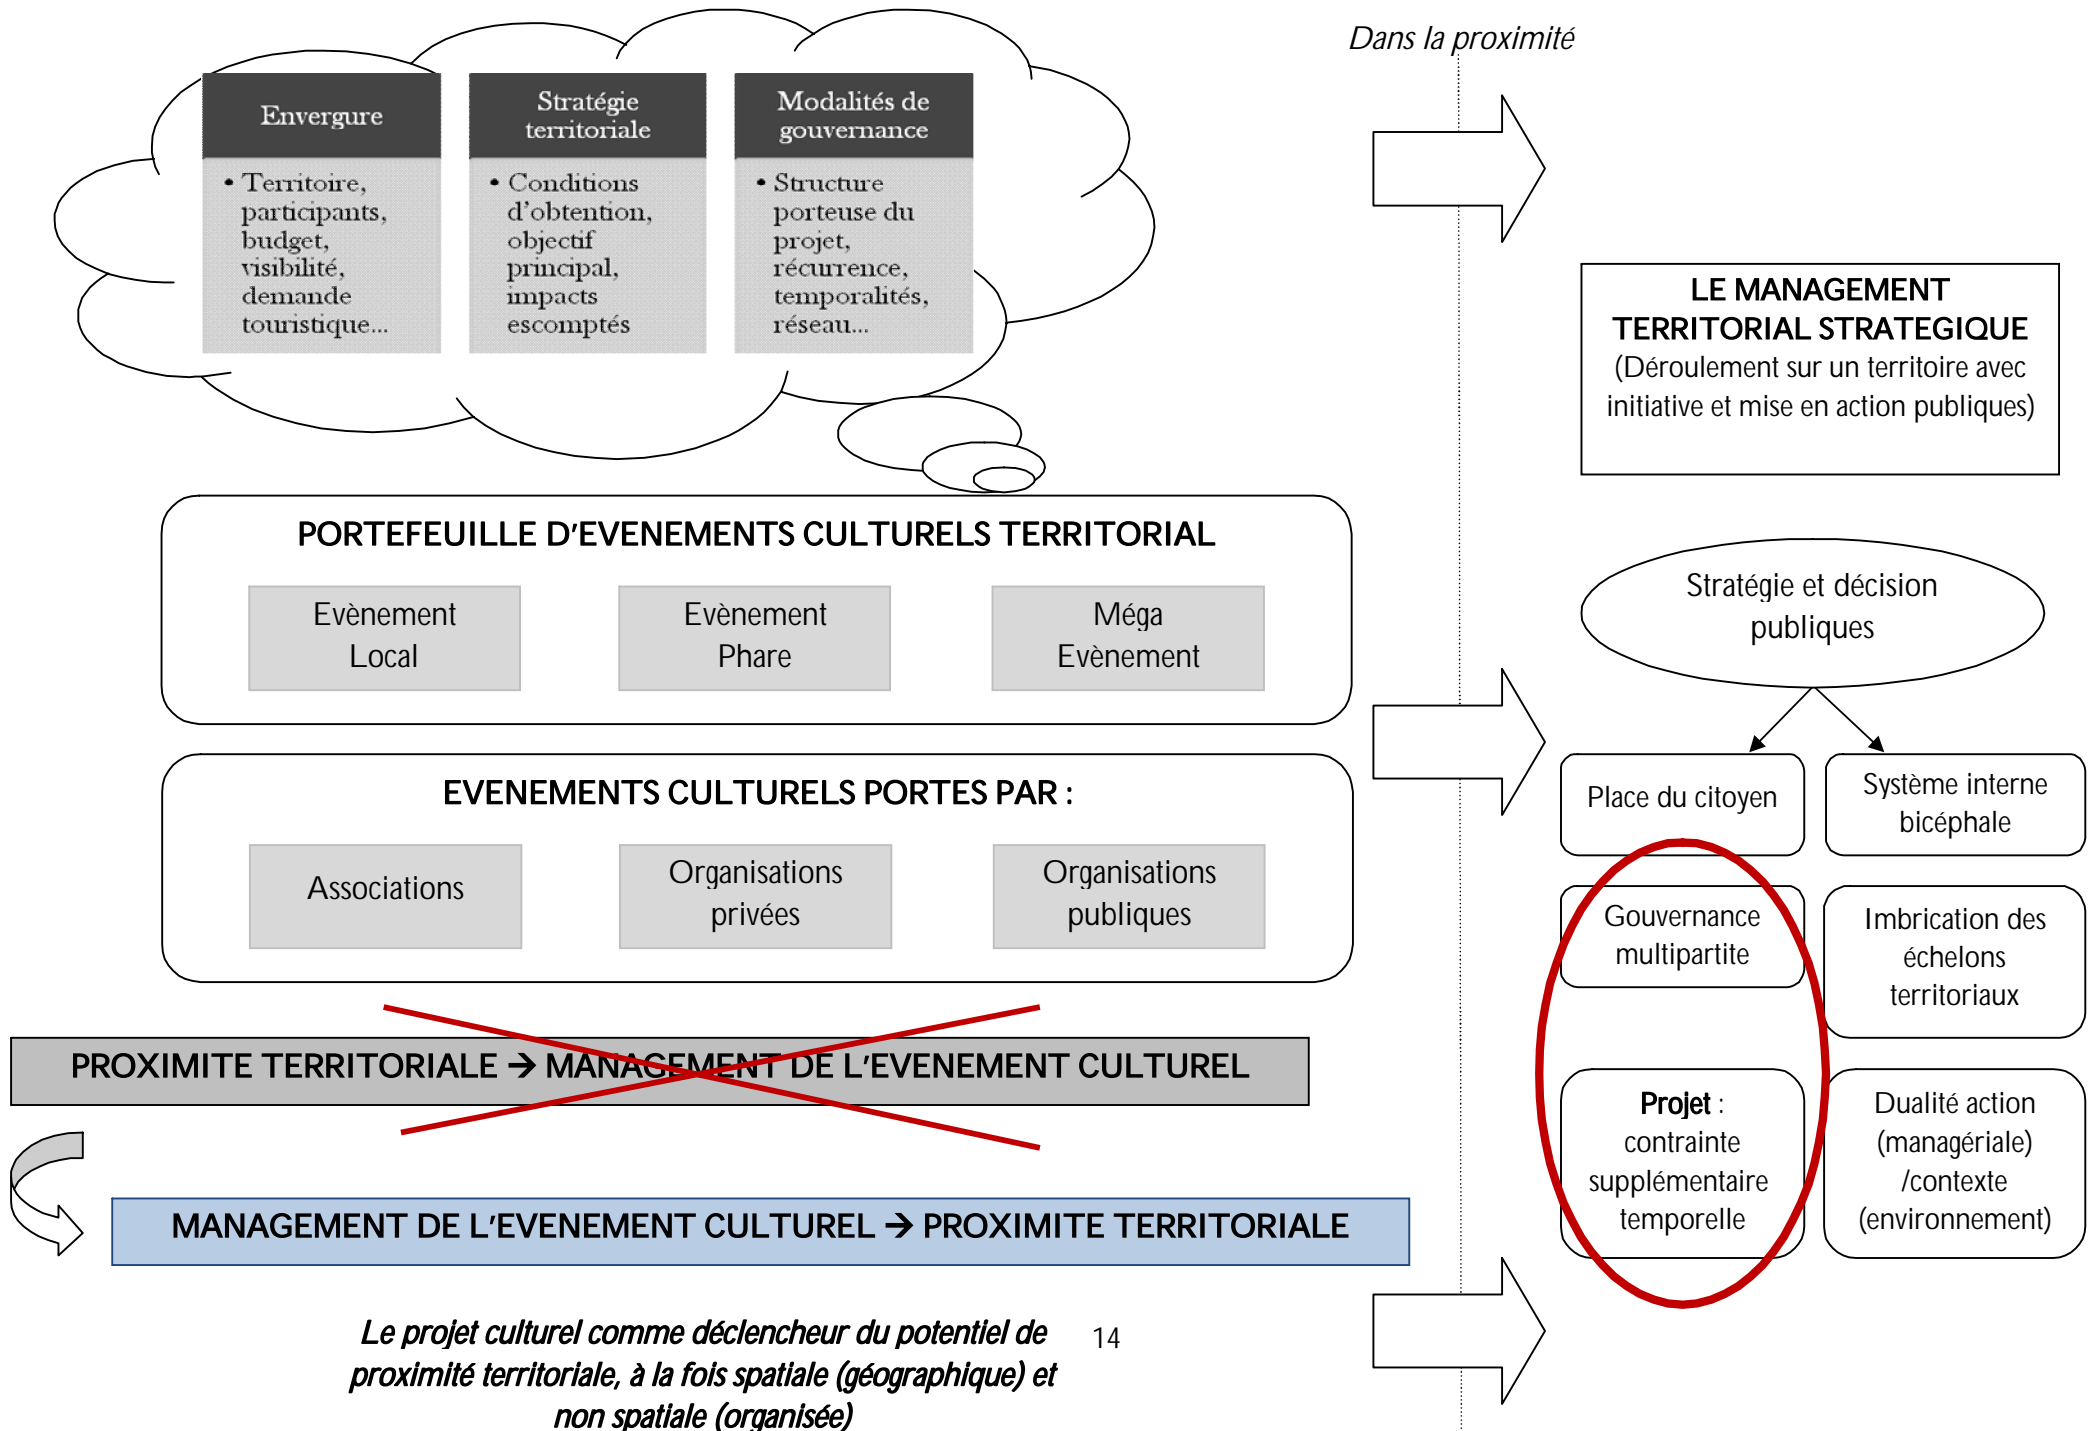 Dans la proximité
Envergure
• Territoire,
participants,
budget,
visibilité,
demande
touristique...
Stratégie
territoriale
• Conditions
d'obtention,
objectif
principal,
impacts
escomptés
Modalités de
gouvernance
• Structure
porteuse du
projet,
récurrence,
temporalités,
réseau...
PORTEFEUILLE D'EVENEMENTS CULTURELS TERRITORIAL
Evènement
Local
Evènement
Phare
Méga
Evènement
EVENEMENTS CULTURELS PORTES PAR :
Associations
Organisations
privées
Organisations
publiques
PROXIMITE TERRITORIALE → MANAGEMENT DE L'EVENEMENT CULTUREL
MANAGEMENT DE L'EVENEMENT CULTUREL → PROXIMITE TERRITORIALE
Le projet culturel comme déclencheur du potentiel de
proximité territoriale, à la fois spatiale (géographique) et
non spatiale (organisée)
14
LE MANAGEMENT
TERRITORIAL STRATEGIQUE
(Déroulement sur un territoire avec
initiative et mise en action publiques)
Stratégie et décision
publiques
Place du citoyen
Système interne
bicéphale
Gouvernance
multipartite
Imbrication des
échelons
territoriaux
Projet :
contrainte
supplémentaire
temporelle
Dualité action
(managériale)
/contexte
(environnement)